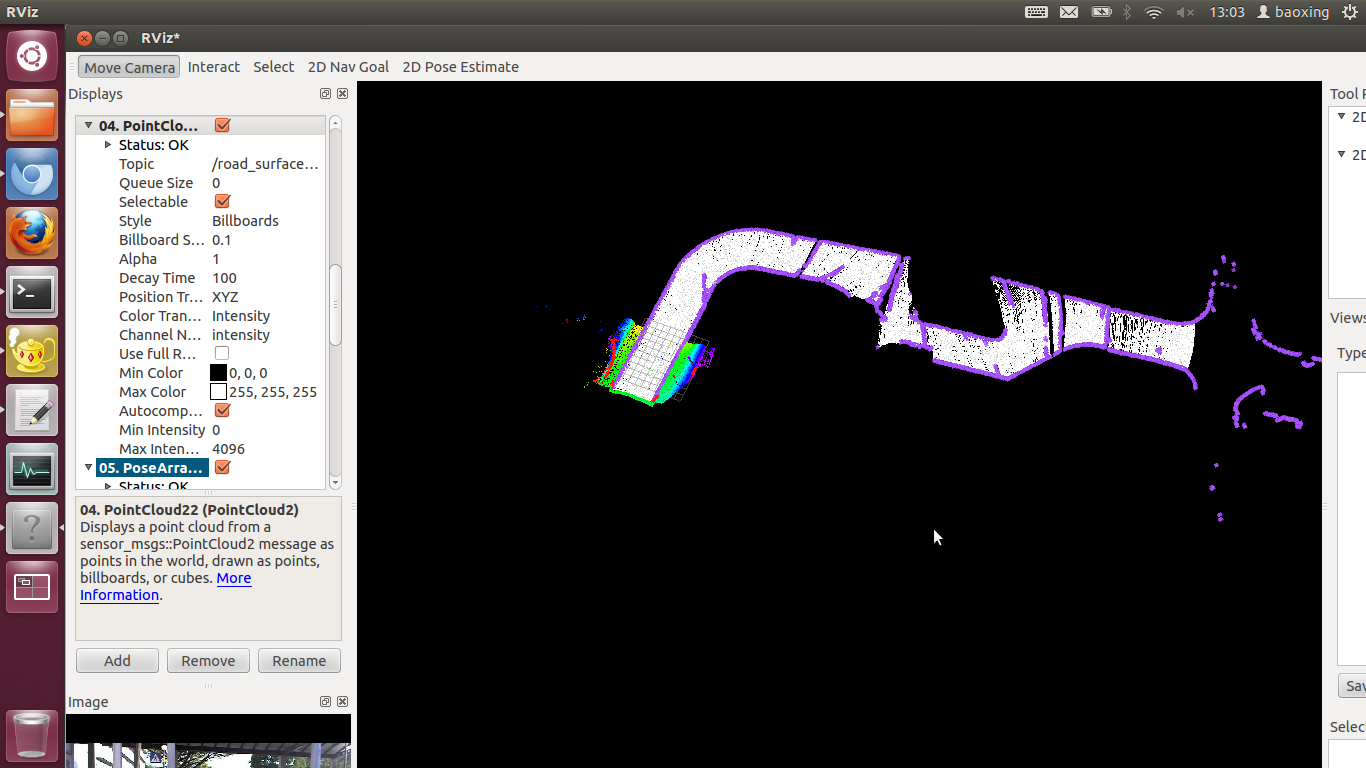 RViz
13:03 baoxing
RViz*
Move Camera Interact Select 2D Nav Goal 2D Pose Estimate
Displays
04. PointClo...
Status: OK
Topic /road_surface...
Queue Size 0
Selectable
Style Billboards
Billboard S... 0.1
Alpha 1
Decay Time 100
Position Tr... XYZ
Color Tran... Intensity
Channel N... intensity
Use full R...
Min Color 0, 0, 0
Max Color 255, 255, 255
Autocomp...
Min Intensity 0
Max Inten... 4096
05. PoseArra...
Status: OK
04. PointCloud22 (PointCloud2)
Displays a point cloud from a
sensor_msgs::PointCloud2 message as
points in the world, drawn as points,
billboards, or cubes. More
Information.
Add Remove Rename
Image
Tool P
2D
2D
Views
Type
Sav
Selec